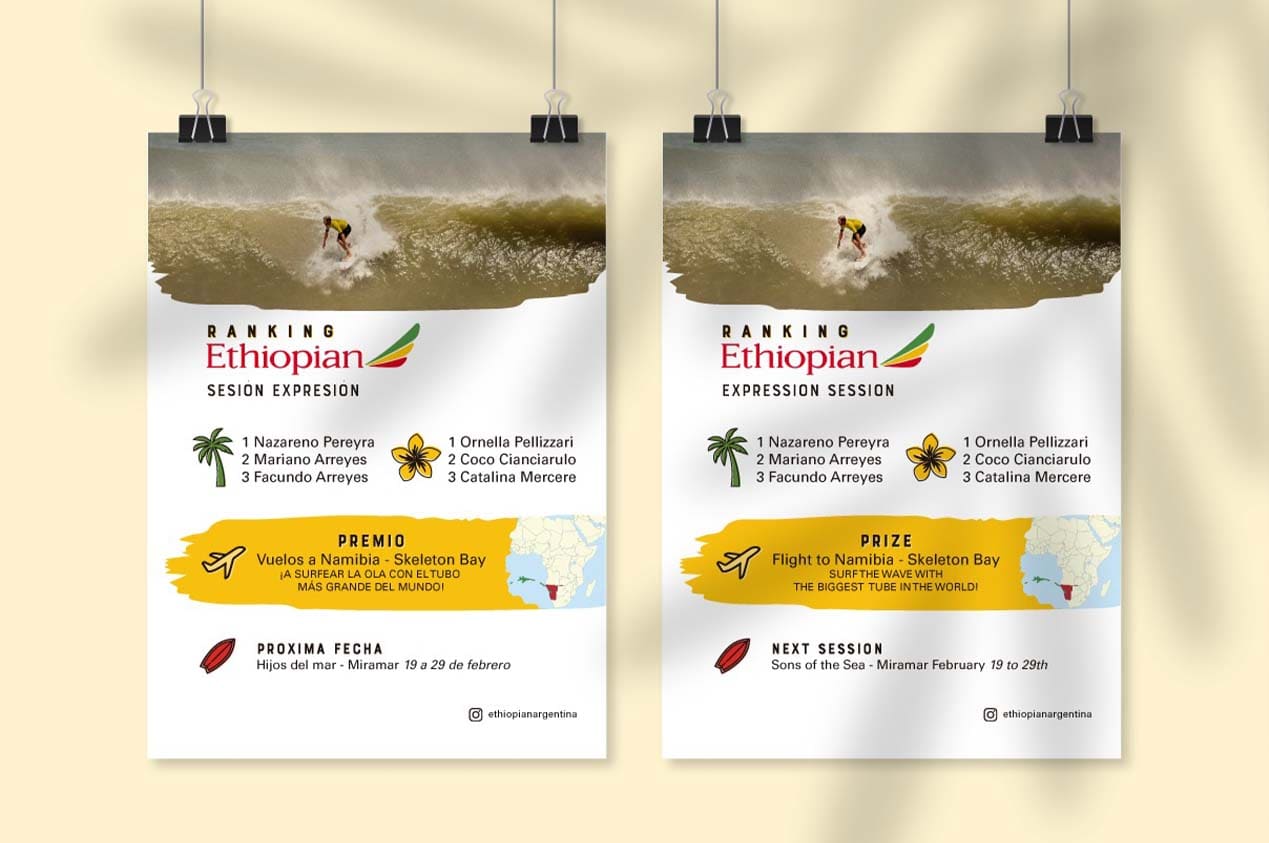 RANKING
Ethiopian
SESIÓN EXPRESIÓN
1 Nazareno Pereyra
2 Mariano Arreyes
3 Facundo Arreyes
1 Ornella Pellizzari
2 Coco Cianciarulo
3 Catalina Mercere
PREMIO
Vuelos a Namibia - Skeleton Bay
¡A SURFEAR LA OLA CON EL TUBO
MÁS GRANDE DEL MUNDO!
PROXIMA FECHA
Hijos del mar - Miramar 19 a 29 de febrero
ethiopianargentina
RANKING
Ethiopian
EXPRESSION SESSION
1 Nazareno Pereyra
2 Mariano Arreyes
3 Facundo Arreyes
1 Ornella Pellizzari
2 Coco Cianciarulo
3 Catalina Mercere
PRIZE
Flight to Namibia - Skeleton Bay
SURF THE WAVE WITH
THE BIGGEST TUBE IN THE WORLD!
NEXT SESSION
Sons of the Sea - Miramar February 19 to 29th
ethiopianargentina